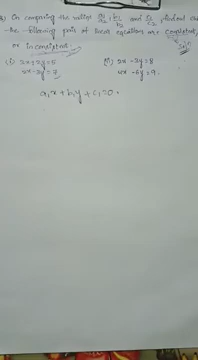 On comparing the ratios a₁/a₂, b₁/b₂ and c₁/c₂, find out
the following pair of linear equations are consistent,
or inconsistent.
(i) 3x+2y=5 (ii) 2x-3y=8
2x-3y=7 4x-6y=9.
a₁x+b₁y+c₁=0.